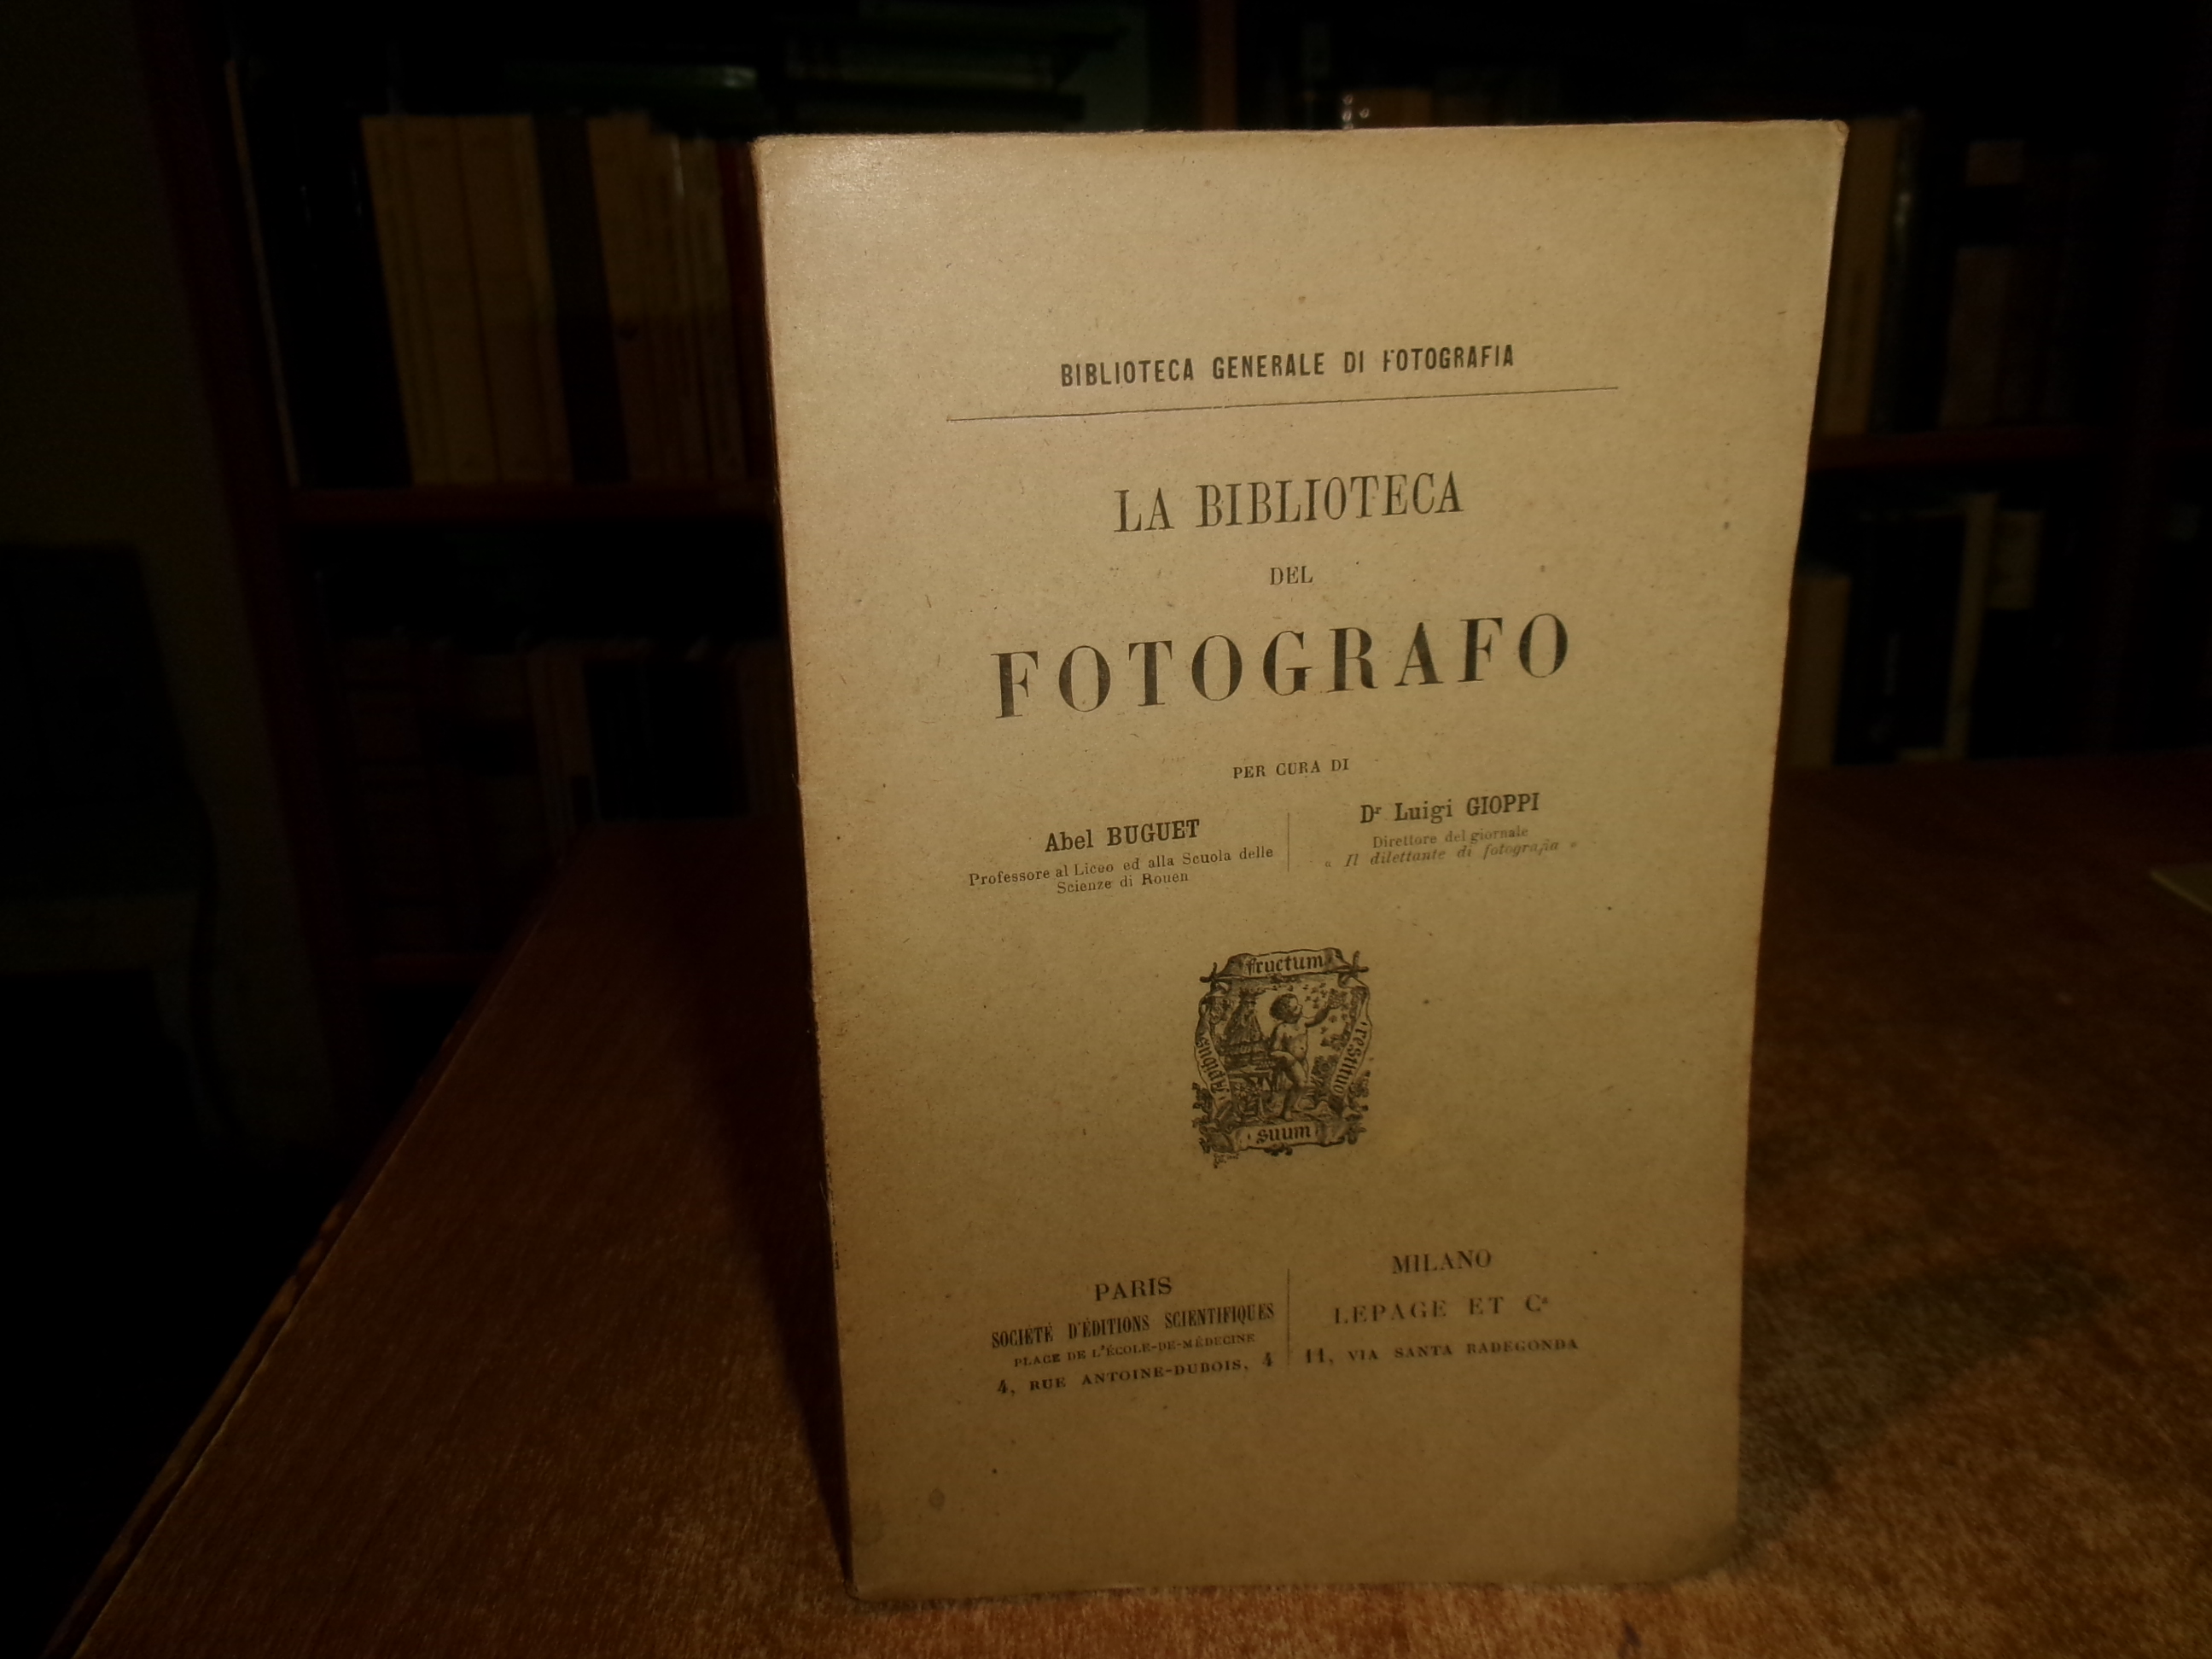 BIBLIOTECA GENERALE DI FOTOGRAFIA
LA BIBLIOTECA
DEL
FOTOGRAFO
PER CURA DI
Abel BUGUET
Professore al Liceo ed alla Scuola delle
Scienze di Rouen
Dr Luigi GIOPPI
Direttore del giornale
« Il dilettante di fotografia »
fructum
restituo
suum
PARIS
SOCIÉTÉ D'ÉDITIONS SCIENTIFIQUES
PLACE DE L'ÉCOLE-DE-MÉDECINE
4, RUE ANTOINE-DUBOIS, 4
MILANO
LEPAGE ET Ca
11, VIA SANTA RADEGONDA